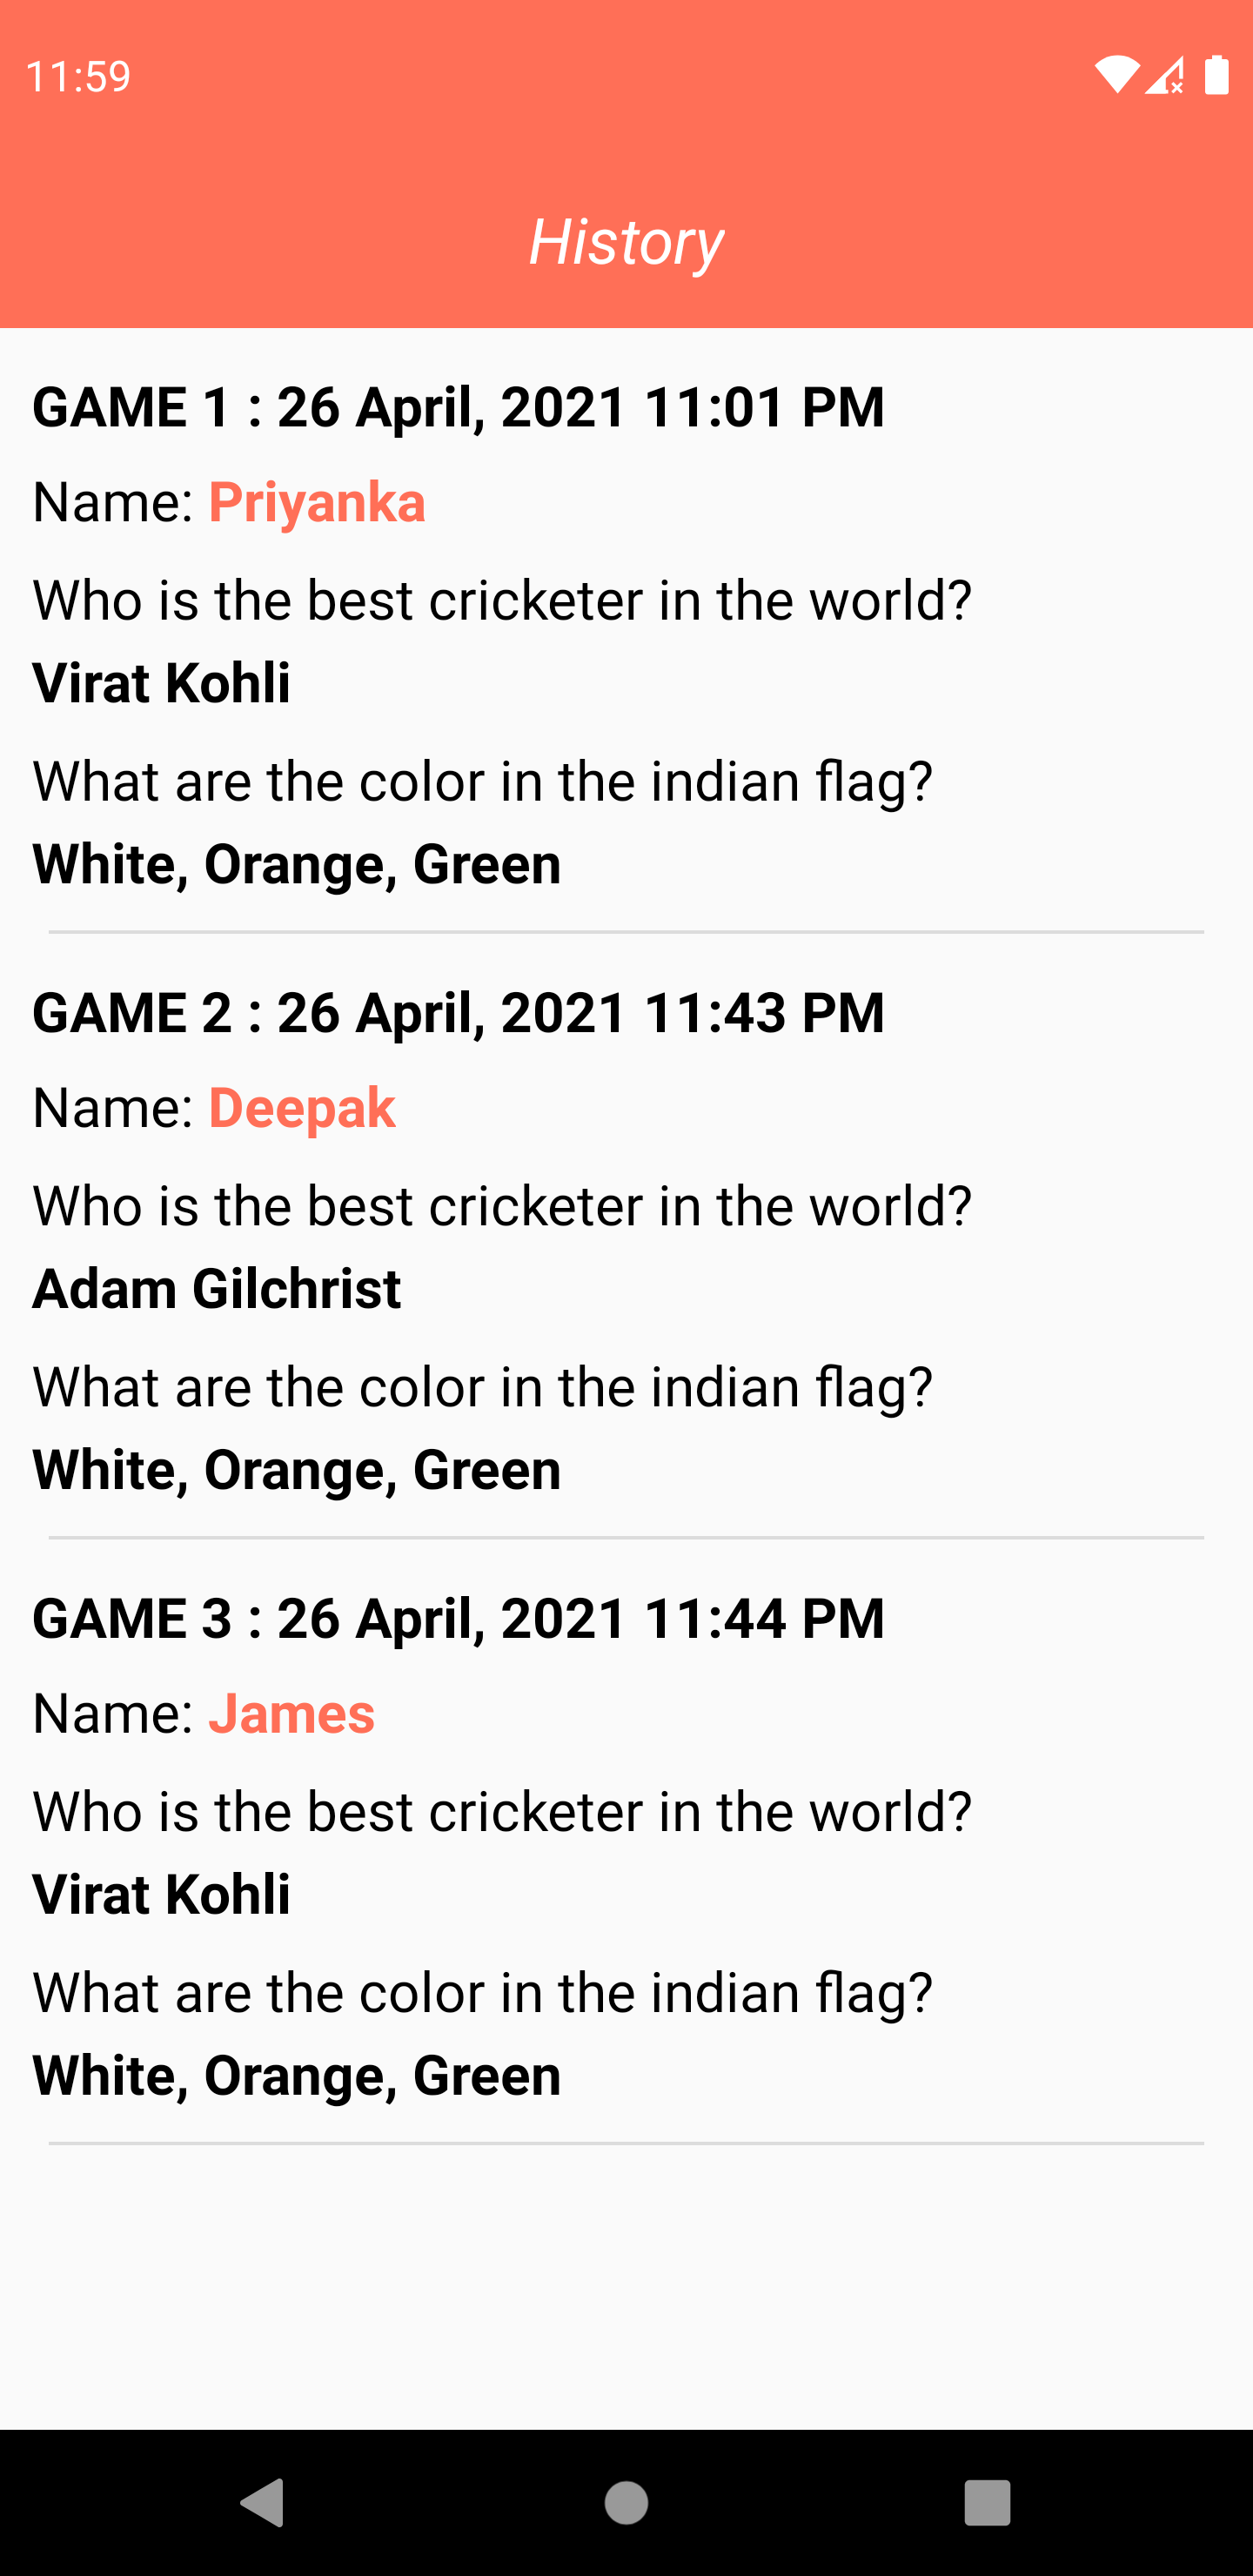 11:59
History
GAME 1 : 26 April, 2021 11:01 PM
Name: Priyanka
Who is the best cricketer in the world?
Virat Kohli
What are the color in the indian flag?
White, Orange, Green
GAME 2 : 26 April, 2021 11:43 PM
Name: Deepak
Who is the best cricketer in the world?
Adam Gilchrist
What are the color in the indian flag?
White, Orange, Green
GAME 3 : 26 April, 2021 11:44 PM
Name: James
Who is the best cricketer in the world?
Virat Kohli
What are the color in the indian flag?
White, Orange, Green